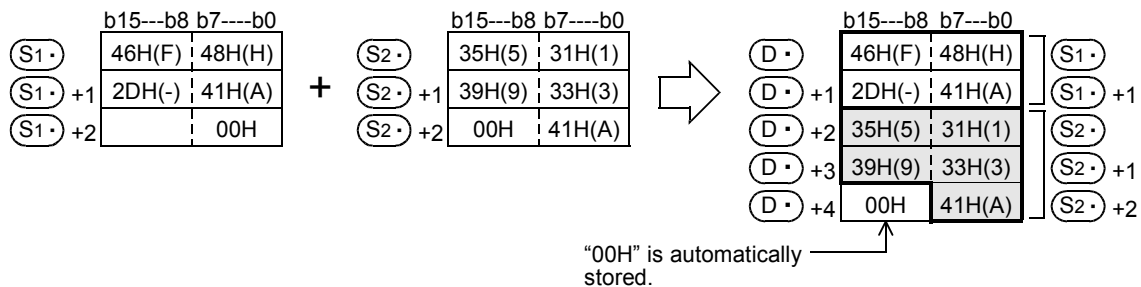 b15---b8 b7----b0 b15---b8 b7----b0 b15---b8 b7---b0
S1· 46H(F) 48H(H) S2· 35H(5) 31H(1) D· 46H(F) 48H(H) S1·
S1· +1 2DH(-) 41H(A) + S2· +1 39H(9) 33H(3) D· +1 2DH(-) 41H(A) S1· +1
S1· +2 00H S2· +2 00H 41H(A) D· +2 35H(5) 31H(1) S2·
D· +3 39H(9) 33H(3) S2· +1
D· +4 00H 41H(A) S2· +2
“00H” is automatically
stored.